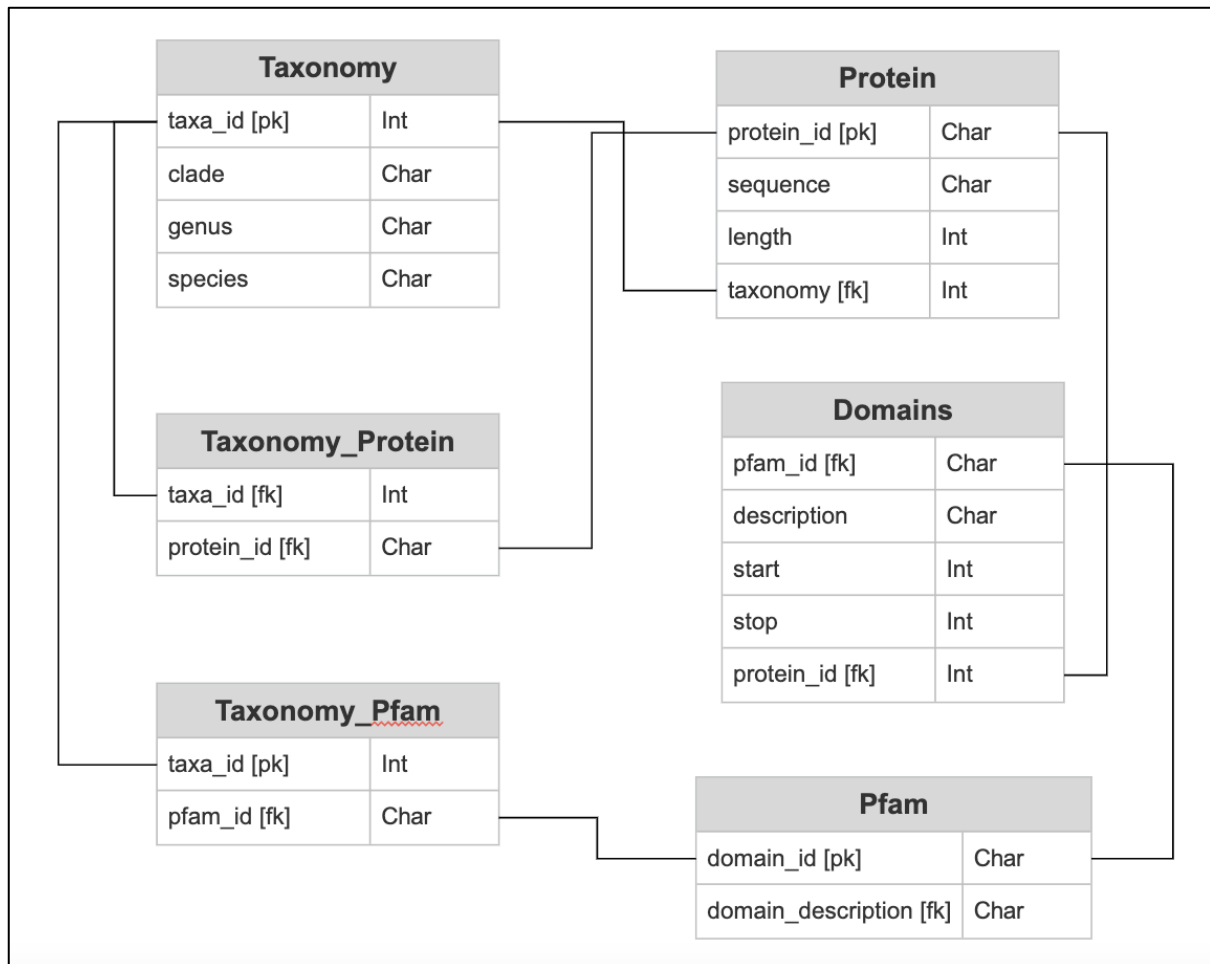 Taxonomy
taxa_id [pk] Int
clade Char
genus Char
species Char
Protein
protein_id [pk] Char
sequence Char
length Int
taxonomy [fk] Int
Taxonomy_Protein
taxa_id [fk] Int
protein_id [fk] Char
Domains
pfam_id [fk] Char
description Char
start Int
stop Int
protein_id [fk] Int
Taxonomy_Pfam
taxa_id [pk] Int
pfam_id [fk] Char
Pfam
domain_id [pk] Char
domain_description [fk] Char